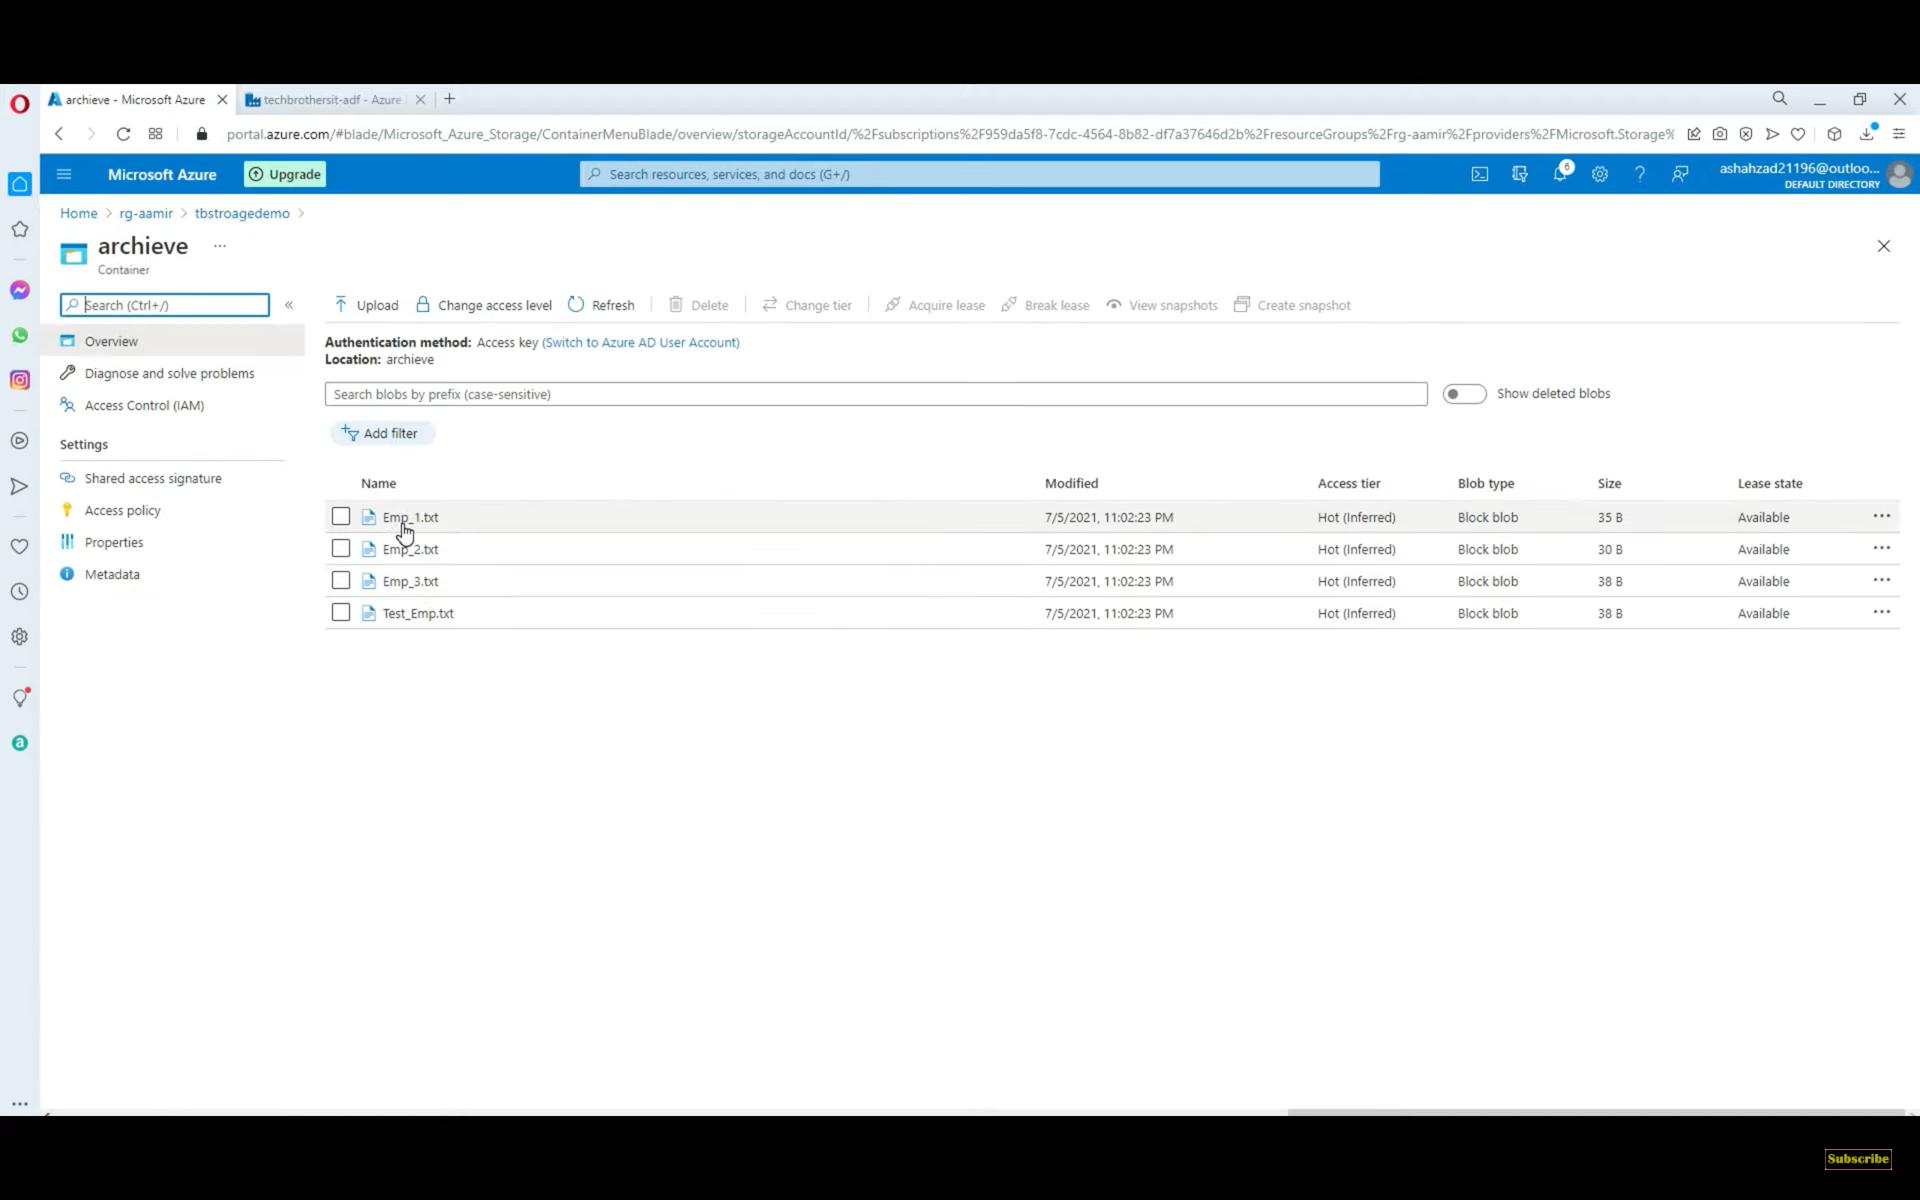 archieve - Microsoft Azure
techbrothersit-adf - Azure
portal.azure.com/#blade/Microsoft_Azure_Storage/ContainerMenuBlade/overview/storageAccountId/%2Fsubscriptions%2F959da5f8-7cdc-4564-8b82-df7a37646d2b%2FresourceGroups%2Frg-aamir%2Fproviders%2FMicrosoft.Storage%
Microsoft Azure
Upgrade
Search resources, services, and docs (G+/)
6
ashahzad21196@outloo...
DEFAULT DIRECTORY
Home > rg-aamir > tbstroagedemo >
archieve ...
Container
Search (Ctrl+/)
Upload Change access level Refresh Delete Change tier Acquire lease Break lease View snapshots Create snapshot
Overview
Diagnose and solve problems
Access Control (IAM)
Settings
Shared access signature
Access policy
Properties
Metadata
Authentication method: Access key (Switch to Azure AD User Account)
Location: archieve
Search blobs by prefix (case-sensitive)
Show deleted blobs
Add filter
Name Modified Access tier Blob type Size Lease state
Emp_1.txt 7/5/2021, 11:02:23 PM Hot (Inferred) Block blob 35 B Available
Emp_2.txt 7/5/2021, 11:02:23 PM Hot (Inferred) Block blob 30 B Available
Emp_3.txt 7/5/2021, 11:02:23 PM Hot (Inferred) Block blob 38 B Available
Test_Emp.txt 7/5/2021, 11:02:23 PM Hot (Inferred) Block blob 38 B Available
Subscribe